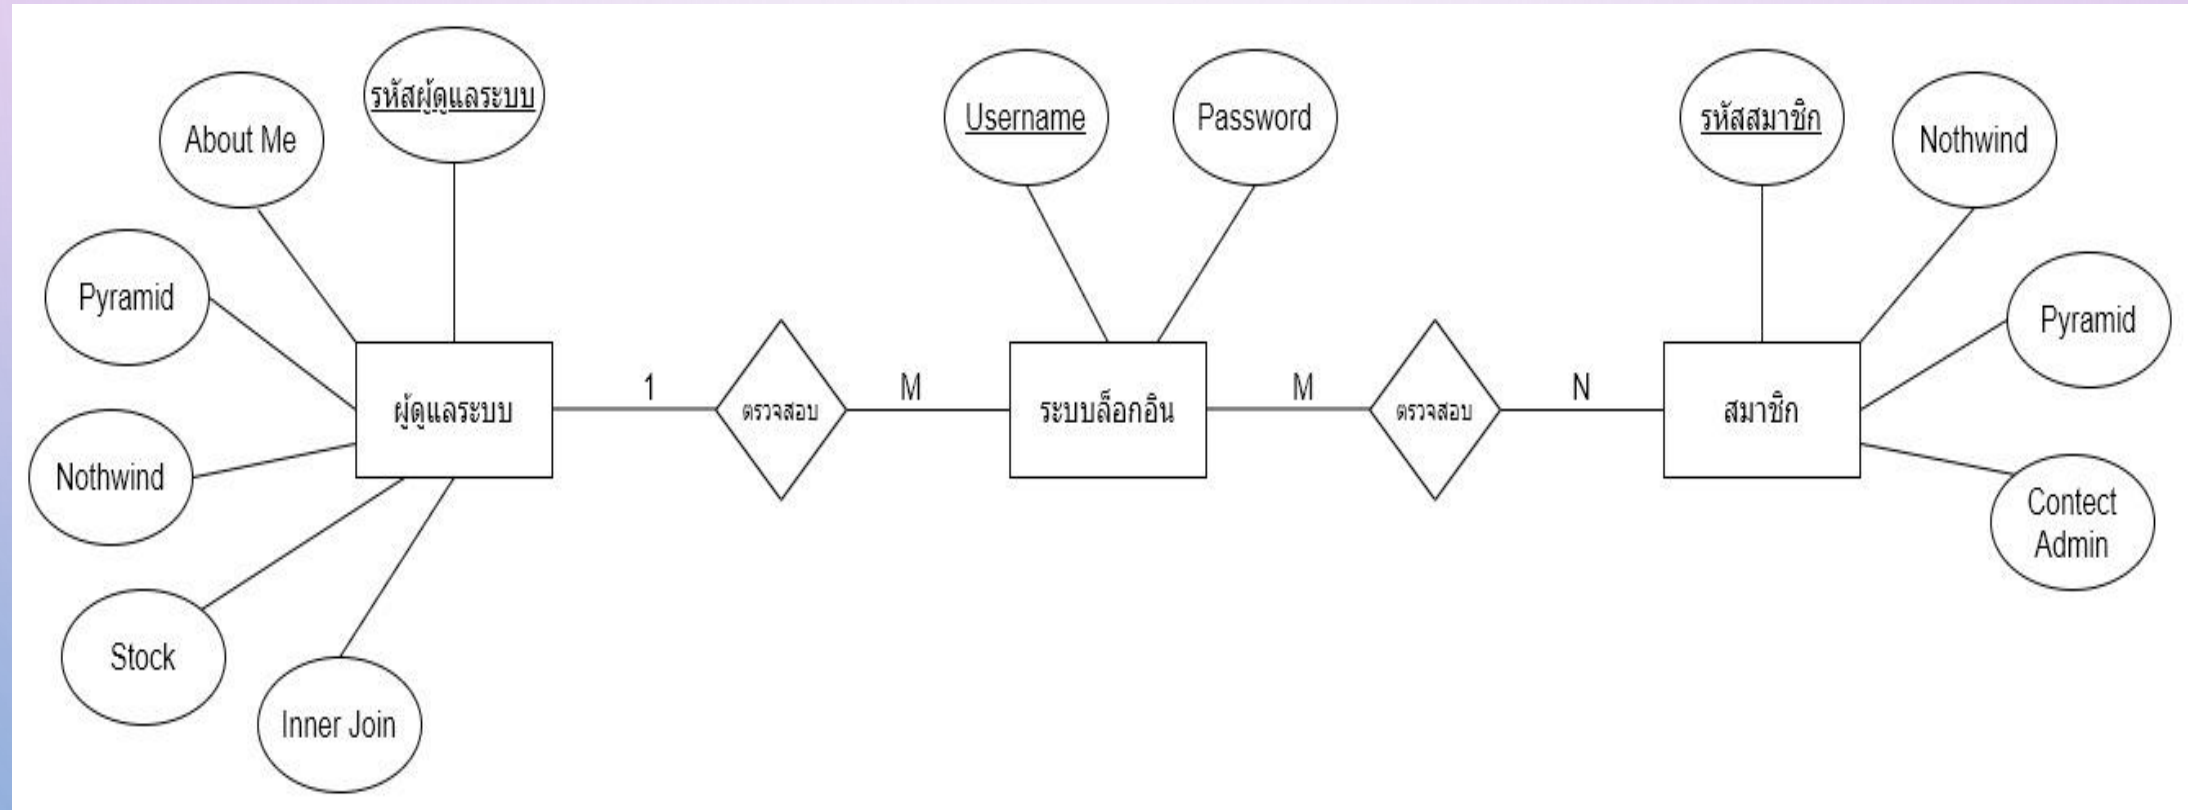 รหัสผู้ดูแลระบบ
About Me
Pyramid
Nothwind
Stock
Inner Join
ผู้ดูแลระบบ
1
ตรวจสอบ
M
Username
Password
ระบบล็อกอิน
M
ตรวจสอบ
N
รหัสสมาชิก
Nothwind
Pyramid
Contect
Admin
สมาชิก